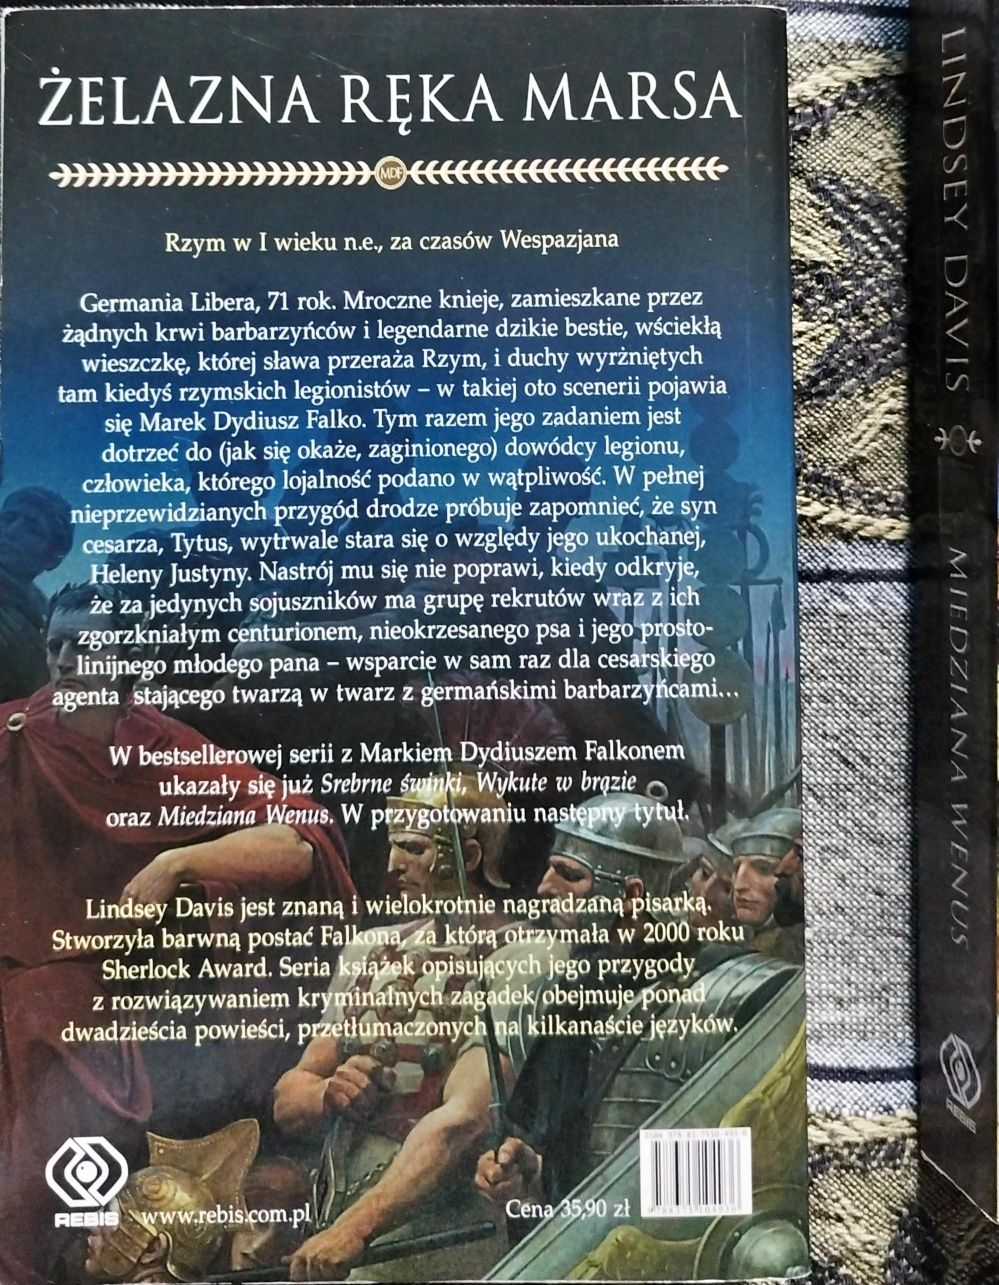 ŻELAZNA RĘKA MARSA
MDF
Rzym w I wieku n.e., za czasów Wespazjana
Germania Libera, 71 rok. Mroczne knieje, zamieszkane przez
żądnych krwi barbarzyńców i legendarne dzikie bestie, wściekłą
wieszczkę, której sława przeraża Rzym, i duchy wyrżniętych
tam kiedyś rzymskich legionistów – w takiej oto scenerii pojawia
się Marek Dydiusz Falko. Tym razem jego zadaniem jest
dotrzeć do (jak się okaże, zaginionego) dowódcy legionu,
człowieka, którego lojalność podano w wątpliwość. W pełnej
nieprzewidzianych przygód drodze próbuje zapomnieć, że syn
cesarza, Tytus, wytrwale stara się o względy jego ukochanej,
Heleny Justyny. Nastrój mu się nie poprawi, kiedy odkryje,
że za jedynych sojuszników ma grupę rekrutów wraz z ich
zgorzkniałym centurionem, nieokrzesanego psa i jego prosto-
linijnego młodego pana – wsparcie w sam raz dla cesarskiego
agenta stającego twarzą w twarz z germańskimi barbarzyńcami...
W bestsellerowej serii z Markiem Dydiuszem Falkonem
ukazały się już Srebrne świnki, Wykute w brązie
oraz Miedziana Wenus. W przygotowaniu następny tytuł.
Lindsey Davis jest znaną i wielokrotnie nagradzaną pisarką.
Stworzyła barwną postać Falkona, za którą otrzymała w 2000 roku
Sherlock Award. Seria książek opisujących jego przygody
z rozwiązywaniem kryminalnych zagadek obejmuje ponad
dwadzieścia powieści, przetłumaczonych na kilkanaście języków.
REBIS
www.rebis.com.pl
Cena 35,90 zł
ISBN 978-83-7510-493-6
9788375104936
LINDSEY DAVIS
MIEDZIANA WENUS
REBIS